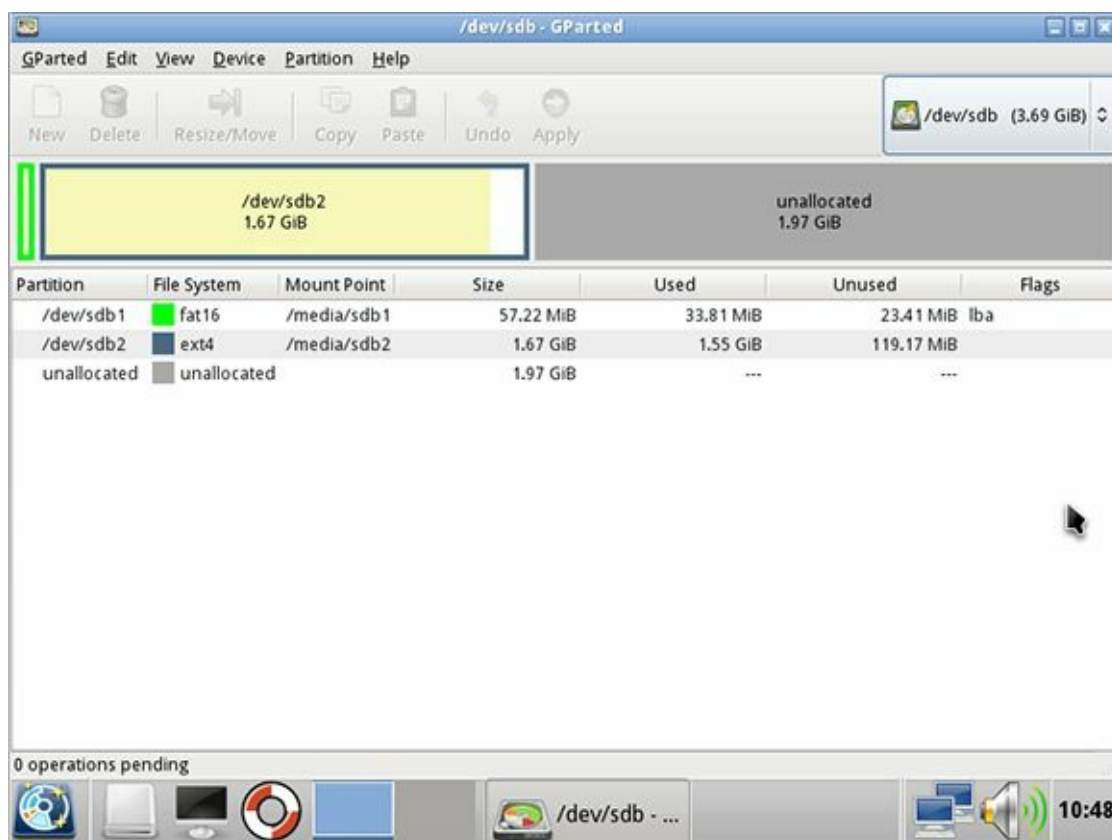 /dev/sdb - GParted
GParted Edit View Device Partition Help
New Delete Resize/Move Copy Paste Undo Apply /dev/sdb (3.69 GiB)
/dev/sdb2 unallocated
1.67 GiB 1.97 GiB
Partition File System Mount Point Size Used Unused Flags
/dev/sdb1 fat16 /media/sdb1 57.22 MiB 33.81 MiB 23.41 MiB lba
/dev/sdb2 ext4 /media/sdb2 1.67 GiB 1.55 GiB 119.17 MiB
unallocated unallocated 1.97 GiB --- ---
0 operations pending
/dev/sdb - ... 10:48